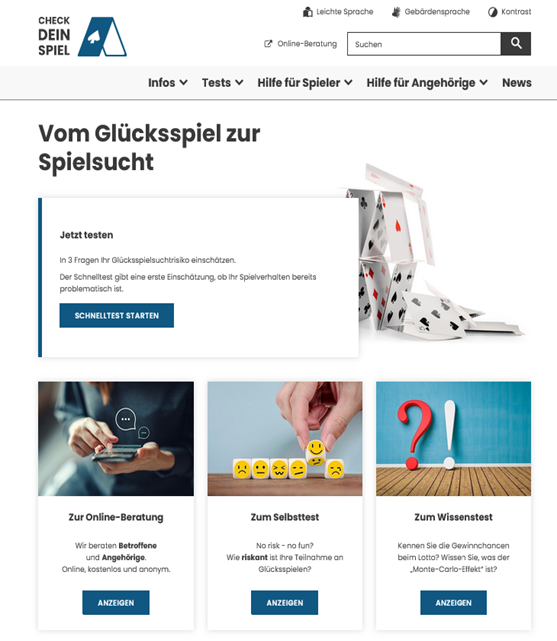 CHECK
DEIN
SPIEL
Leichte Sprache
Gebärdensprache
Kontrast
Online-Beratung
Suchen
Infos
Tests
Hilfe für Spieler
Hilfe für Angehörige
News
Vom Glücksspiel zur
Spielsucht
Jetzt testen
In 3 Fragen Ihr Glücksspielsuchtrisiko einschätzen.
Der Schnelltest gibt eine erste Einschätzung, ob Ihr Spielverhalten bereits
problematisch ist.
SCHNELLTEST STARTEN
Zur Online-Beratung
Wir beraten Betroffene
und Angehörige.
Online, kostenlos und anonym.
ANZEIGEN
Zum Selbsttest
No risk - no fun?
Wie riskant ist Ihre Teilnahme an
Glücksspielen?
ANZEIGEN
Zum Wissenstest
Kennen Sie die Gewinnchancen
beim Lotto? Wissen Sie, was der
„Monte-Carlo-Effekt“ ist?
ANZEIGEN